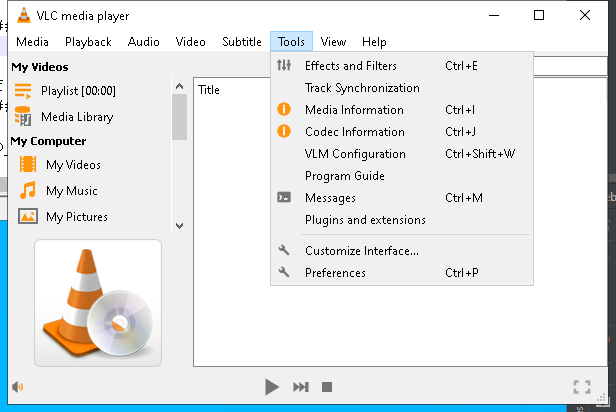 VLC media player
Media Playback Audio Video Subtitle Tools View Help
My Videos
Playlist [00:00]
Media Library
My Computer
My Videos
My Music
My Pictures
Title
Effects and Filters Ctrl+E
Track Synchronization
Media Information Ctrl+I
Codec Information Ctrl+J
VLM Configuration Ctrl+Shift+W
Program Guide
Messages Ctrl+M
Plugins and extensions
Customize Interface...
Preferences Ctrl+P